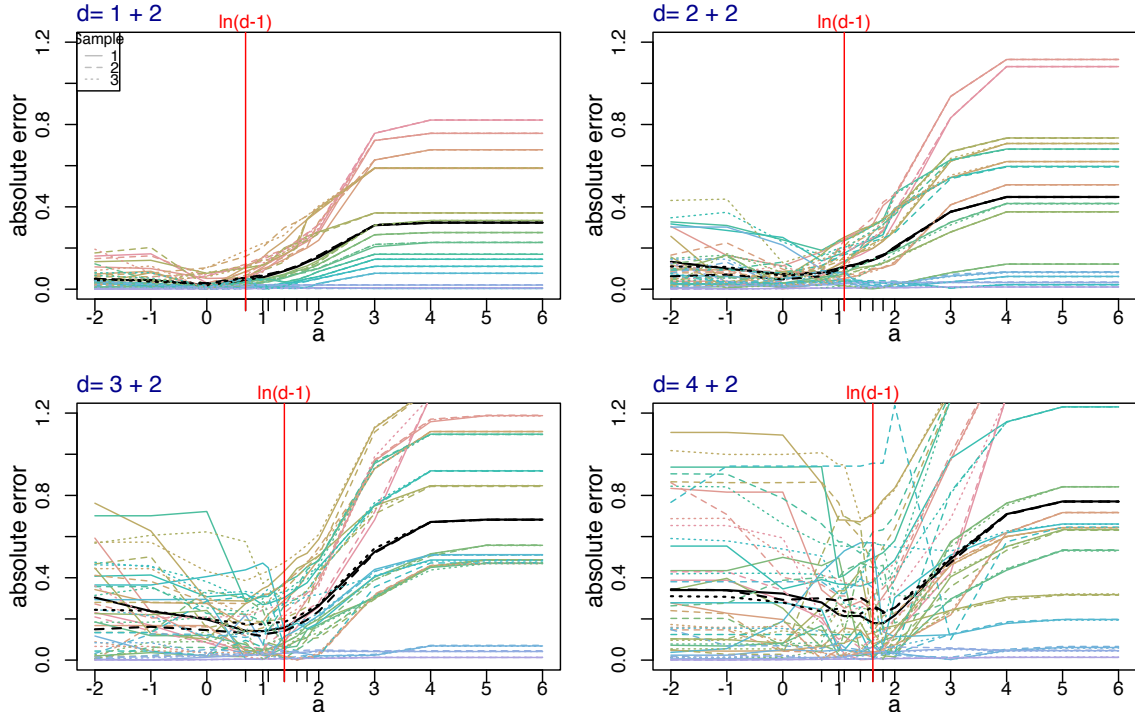 d= 1 + 2
ln(d-1)
absolute error
1.2
0.8
0.4
0.0
Sample
1
2
3
-2 -1 0 1 2 3 4 5 6
a
d= 2 + 2
ln(d-1)
absolute error
1.2
0.8
0.4
0.0
-2 -1 0 1 2 3 4 5 6
a
d= 3 + 2
ln(d-1)
absolute error
1.2
0.8
0.4
0.0
-2 -1 0 1 2 3 4 5 6
a
d= 4 + 2
ln(d-1)
absolute error
1.2
0.8
0.4
0.0
-2 -1 0 1 2 3 4 5 6
a